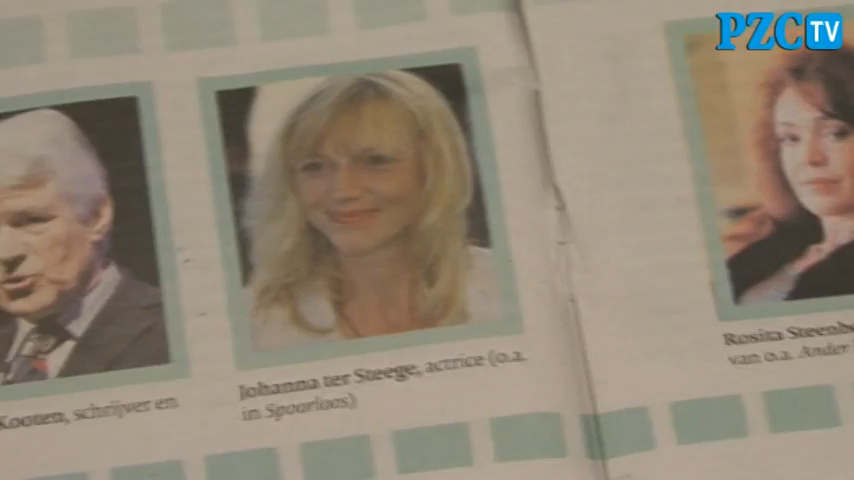 PZC TV
Kooten, schrijver en
Johanna ter Steege, actrice (o.a.
in Spoorloos)
Rosita Steenb
van o.a. Ander